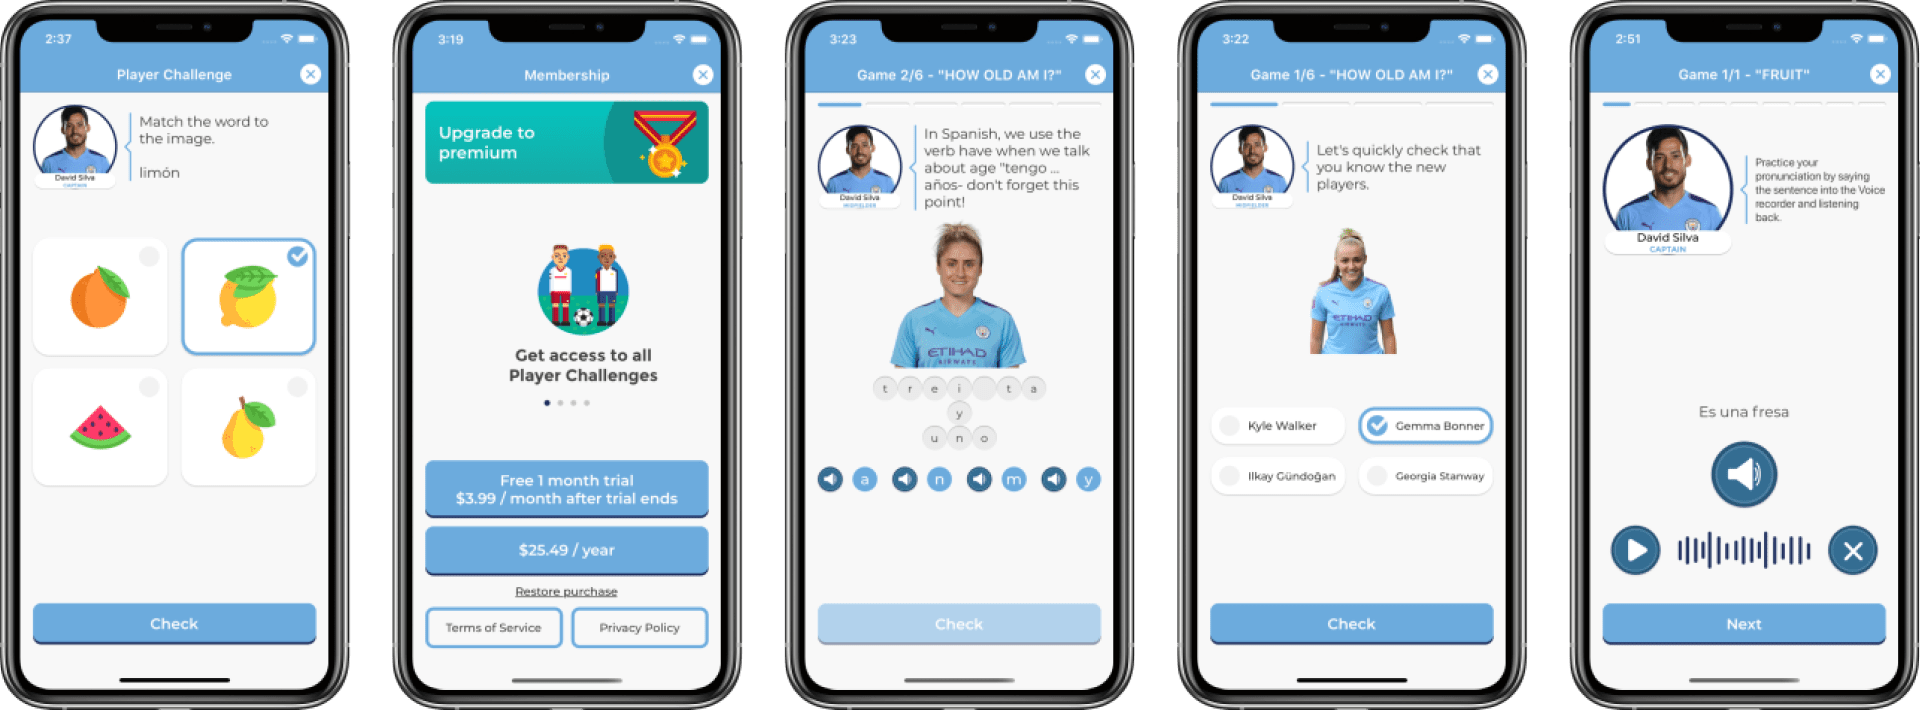 2:37
Player Challenge
Match the word to
the image.
limón
David Silva
CAPTAIN
Check
3:19
Membership
Upgrade to
premium
Get access to all
Player Challenges
Free 1 month trial
$3.99 / month after trial ends
$25.49 / year
Restore purchase
Terms of Service
Privacy Policy
3:23
Game 2/6 - "HOW OLD AM I?"
In Spanish, we use the
verb have when we talk
about age "tengo ...
años- don't forget this
point!
David Silva
MIDFIELDER
ETIHAD
AIRWAYS
t r e i t a
y
u n o
a n m y
Check
3:22
Game 1/6 - "HOW OLD AM I?"
Let's quickly check that
you know the new
players.
David Silva
MIDFIELDER
ETIHAD
AIRWAYS
Kyle Walker
Gemma Bonner
Ilkay Gündoğan
Georgia Stanway
Check
2:51
Game 1/1 - "FRUIT"
Practice your
pronunciation by saying
the sentence into the Voice
recorder and listening
back.
David Silva
CAPTAIN
Es una fresa
Next